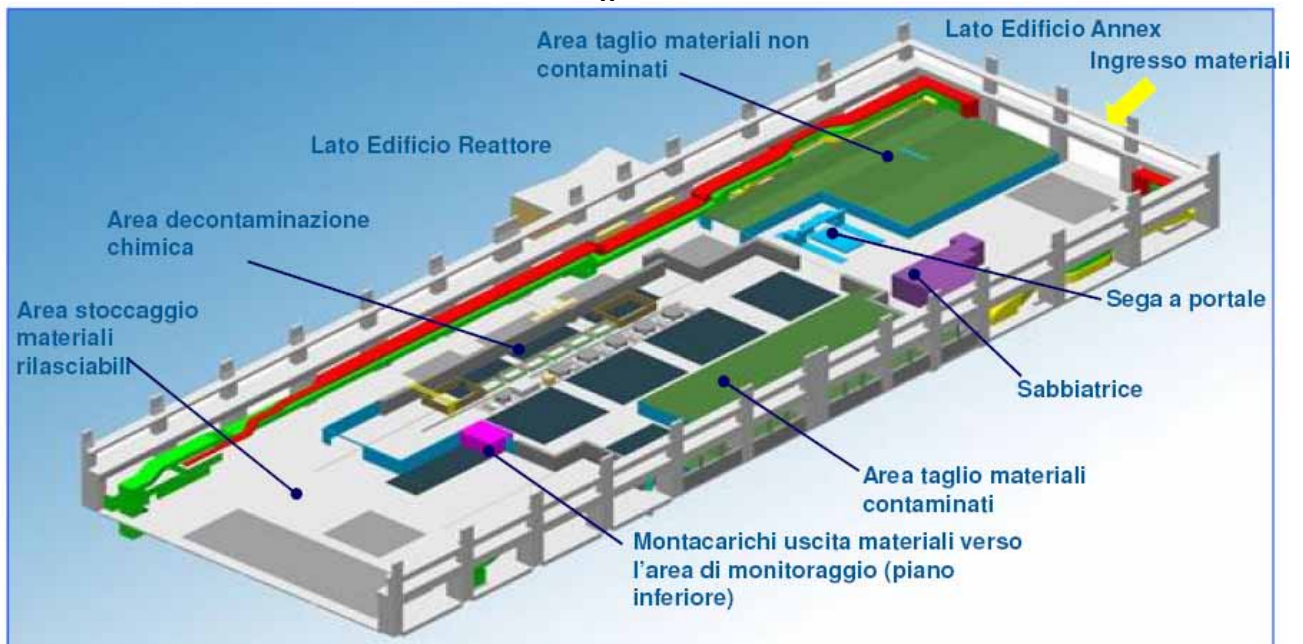 Lato Edificio Annex
Area taglio materiali non
contaminati
Ingresso materiali
Lato Edificio Reattore
Area decontaminazione
chimica
Area stoccaggio
materiali
rilasciabili
Sega a portale
Sabbiatrice
Area taglio materiali
contaminati
Montacarichi uscita materiali verso
l'area di monitoraggio (piano
inferiore)